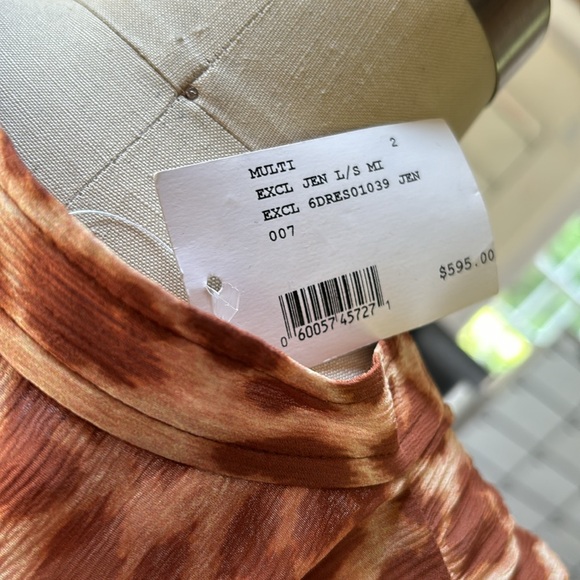 MULTI 2
EXCL JEN L/S MI
EXCL 6DRES01039 JEN
007
$595.00
0 60057 45727 1